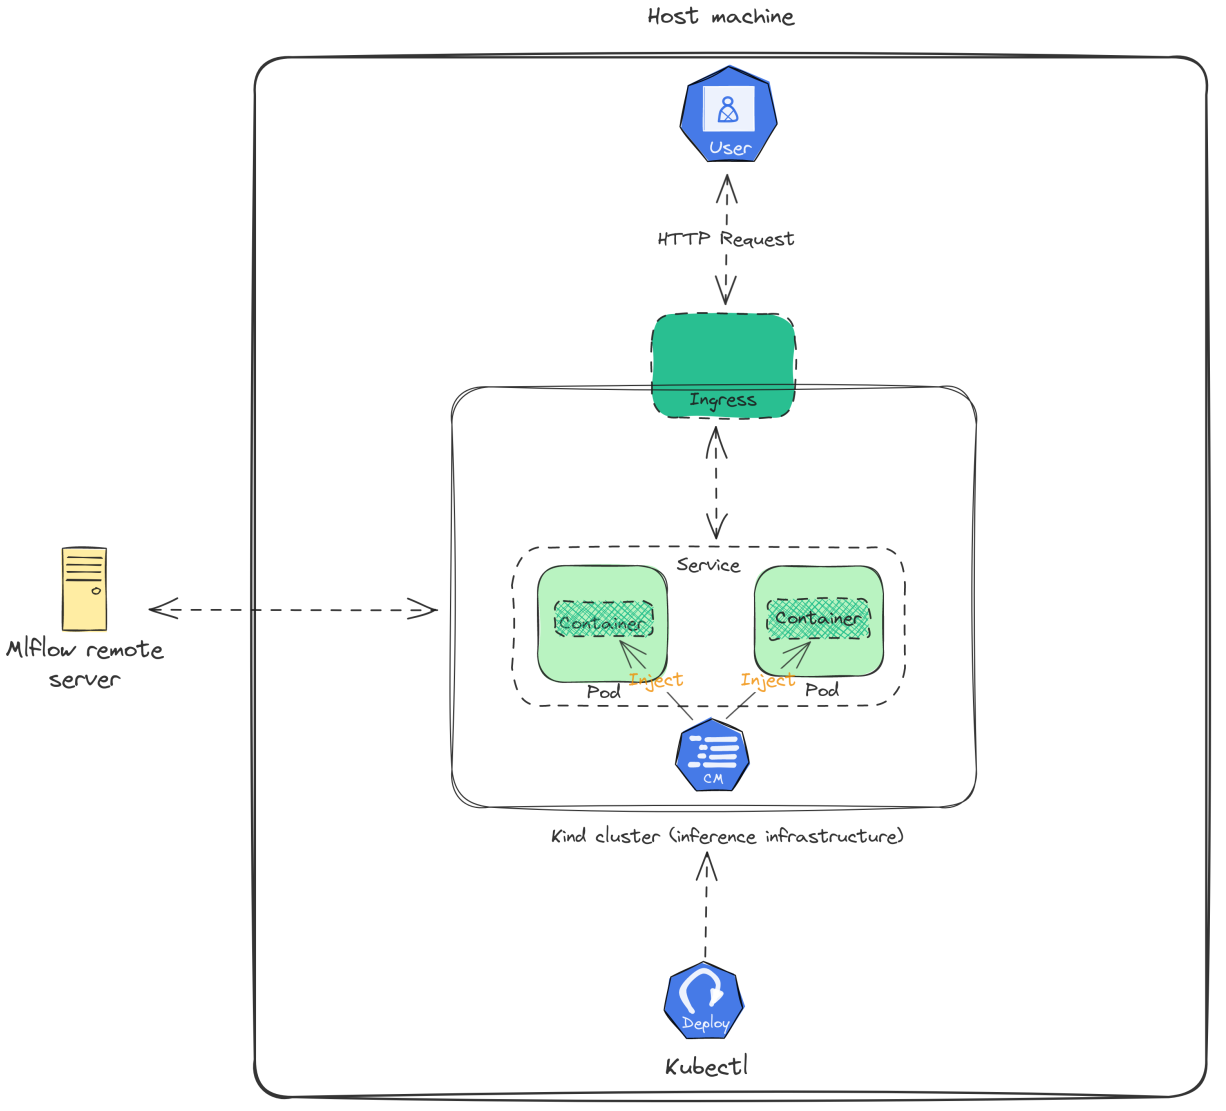 Host machine
User
HTTP Request
Ingress
Service
Container
Container
Inject
Inject
Pod
Pod
CM
Mlflow remote
server
Kind cluster (inference infrastructure)
Deploy
Kubectl